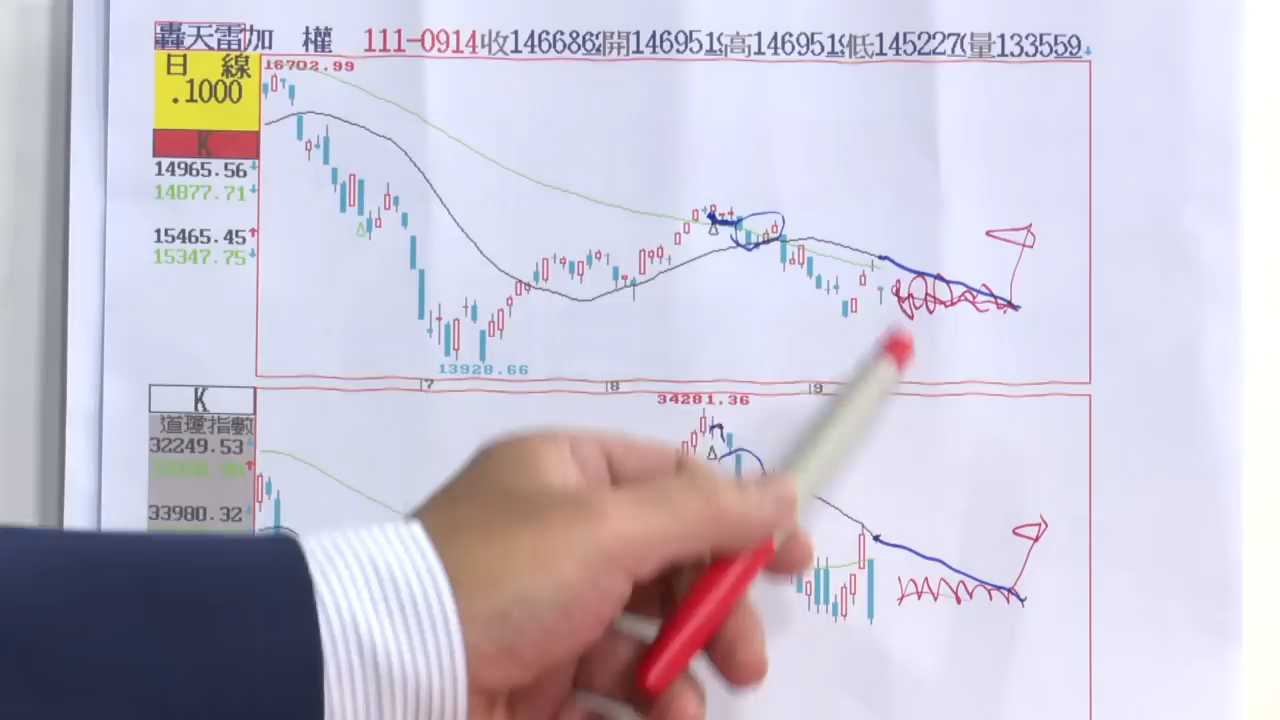 轟天雷加 權 111-0914收146686開146951高146951低145227量133559
日 線
.1000
16702.99
K
14965.56
14877.71
15465.45
15347.75
13928.66
7 8 9
K
34281.36
道瓊指數
32249.53
33980.32